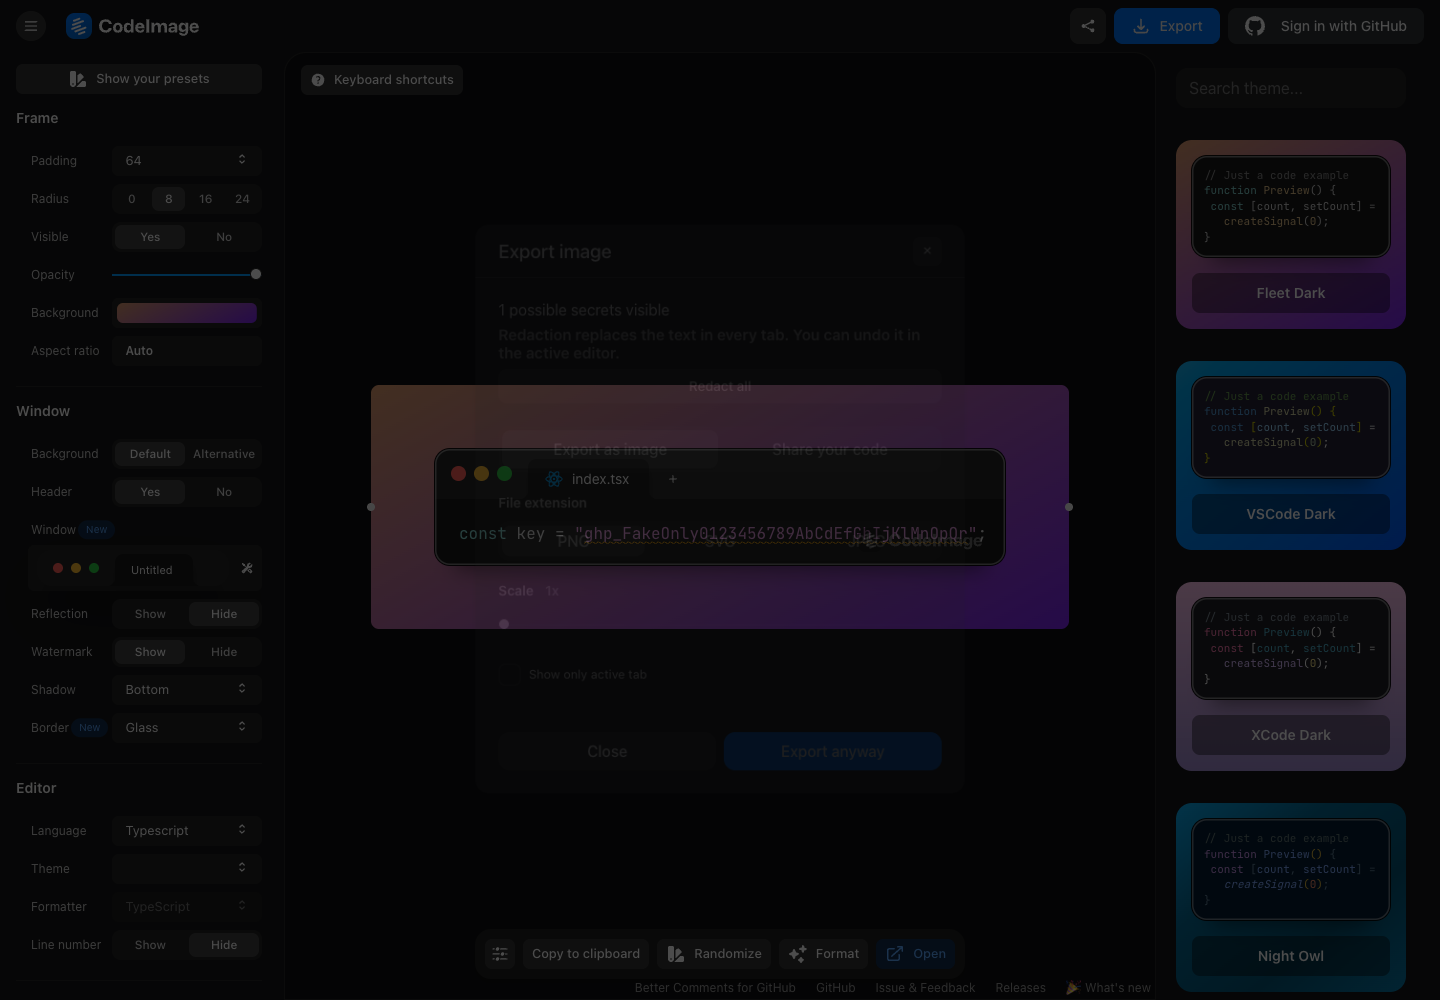 CodeImage
Export
Sign in with GitHub
Show your presets
Frame
Padding
64
Radius
0
8
16
24
Visible
Yes
No
Opacity
Background
Aspect ratio
Auto
Window
Background
Default
Alternative
Header
Yes
No
Window
New
Untitled
Reflection
Show
Hide
Watermark
Show
Hide
Shadow
Bottom
Border
New
Glass
Editor
Language
Typescript
Theme
Formatter
TypeScript
Line number
Show
Hide
Keyboard shortcuts
Export image
×
1 possible secrets visible
Redaction replaces the text in every tab. You can undo it in
the active editor.
Redact all
Export as image
Share your code
index.tsx
+
File extension
const key = "ghp_FakeOnly0123456789AbCdEfGhIjKlMnOpQr";
PNG
SVG
JPEG
CodeImage
Scale
1x
Show only active tab
Close
Export anyway
Copy to clipboard
Randomize
Format
Open
Better Comments for GitHub
GitHub
Issue & Feedback
Releases
🎉 What's new
Search theme...
// Just a code example
function Preview() {
const [count, setCount] =
createSignal(0);
}
Fleet Dark
// Just a code example
function Preview() {
const [count, setCount] =
createSignal(0);
}
VSCode Dark
// Just a code example
function Preview() {
const [count, setCount] =
createSignal(0);
}
XCode Dark
// Just a code example
function Preview() {
const [count, setCount] =
createSignal(0);
}
Night Owl